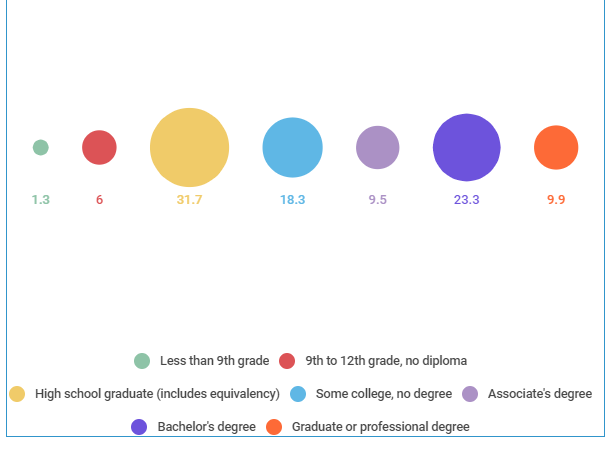 1.3 6 31.7 18.3 9.5 23.3 9.9
Less than 9th grade 9th to 12th grade, no diploma
High school graduate (includes equivalency) Some college, no degree Associate's degree
Bachelor's degree Graduate or professional degree